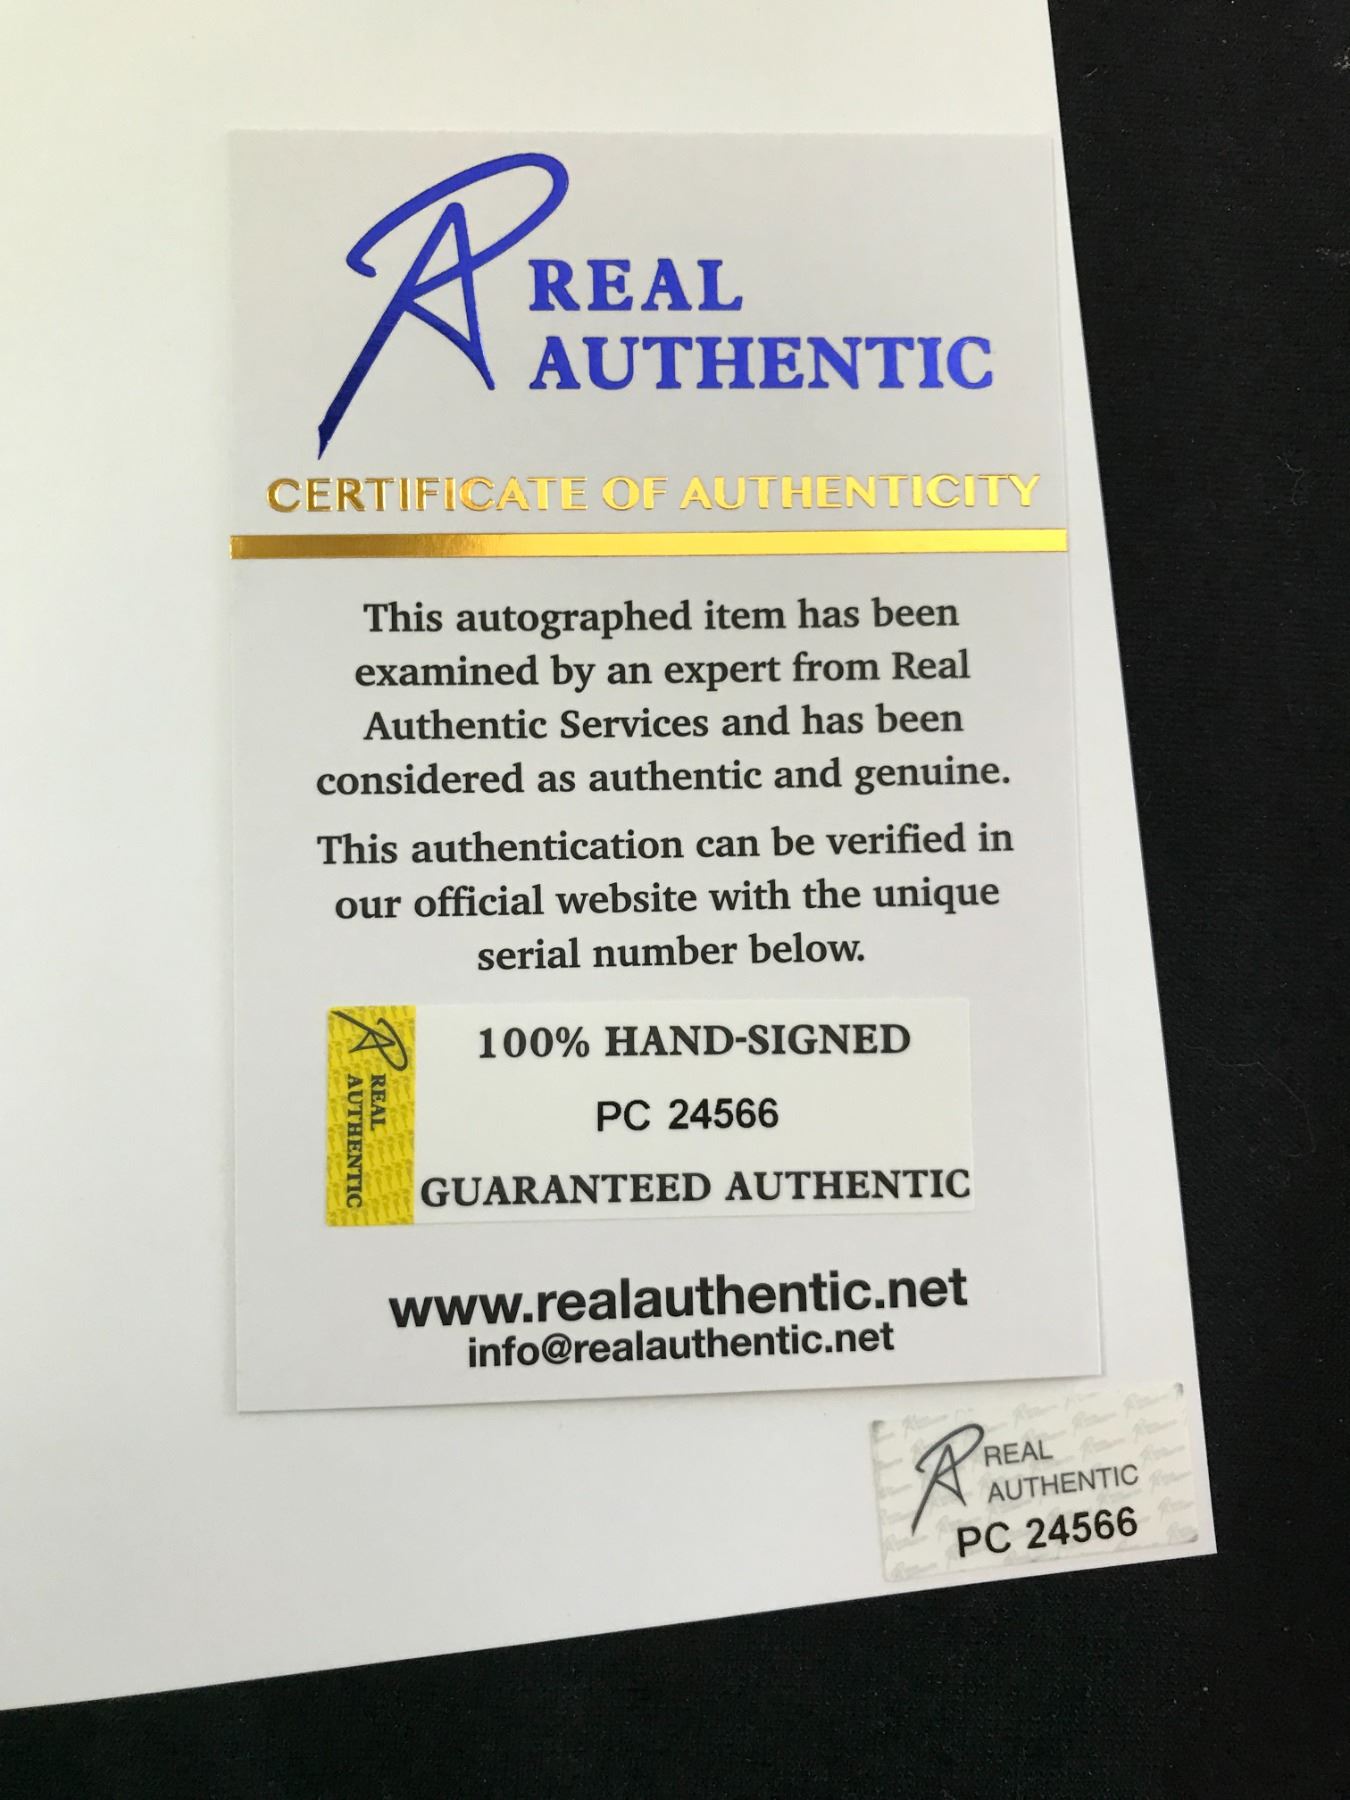 REAL
AUTHENTIC
CERTIFICATE OF AUTHENTICITY
This autographed item has been
examined by an expert from Real
Authentic Services and has been
considered as authentic and genuine.
This authentication can be verified in
our official website with the unique
serial number below.
REAL
AUTHENTIC
100% HAND-SIGNED
PC 24566
GUARANTEED AUTHENTIC
www.realauthentic.net
info@realauthentic.net
REAL
AUTHENTIC
PC 24566